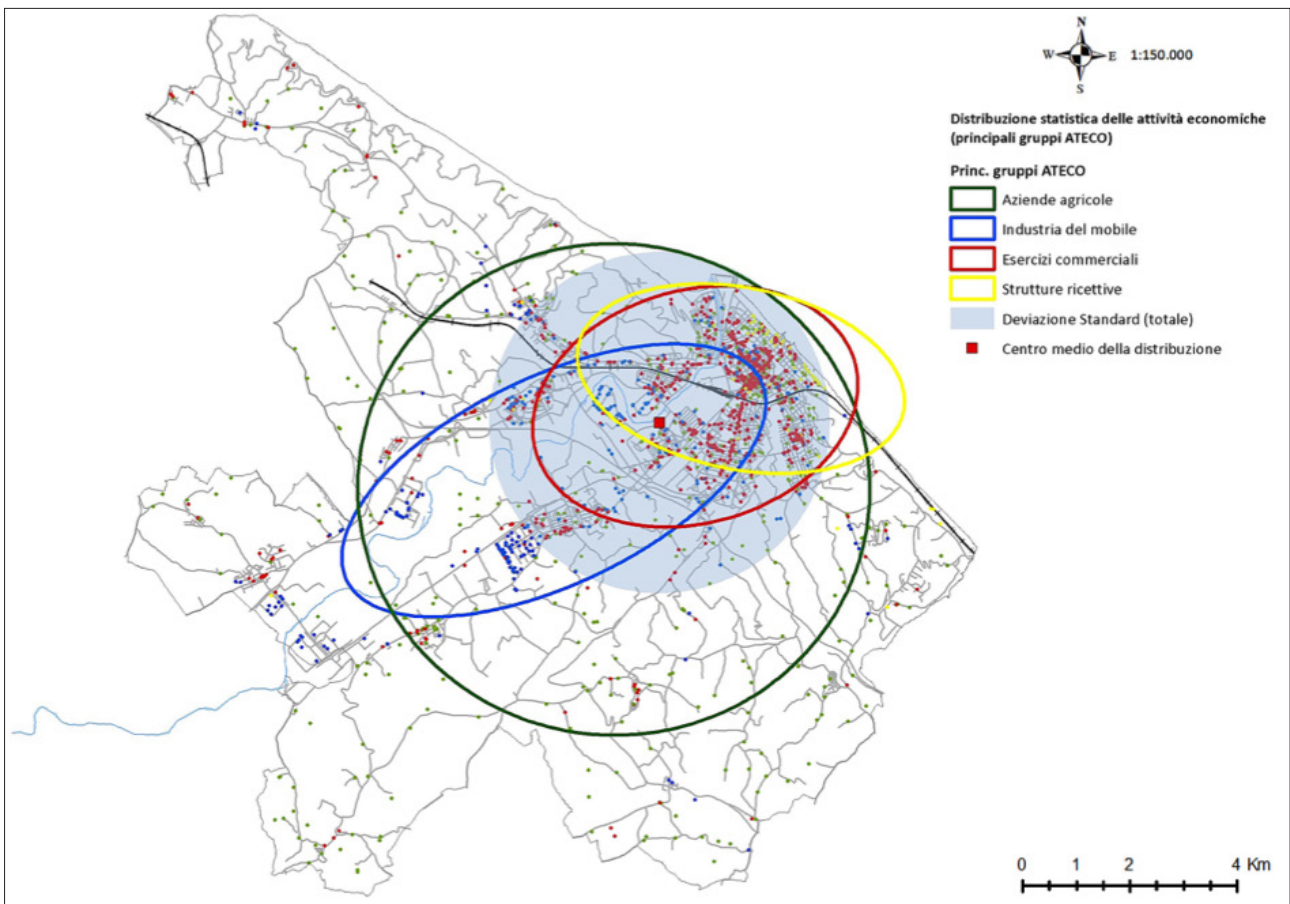 N
W E 1:150.000
S
Distribuzione statistica delle attività economiche
(principali gruppi ATECO)
Princ. gruppi ATECO
Aziende agricole
Industria del mobile
Esercizi commerciali
Strutture ricettive
Deviazione Standard (totale)
Centro medio della distribuzione
0 1 2 4 Km